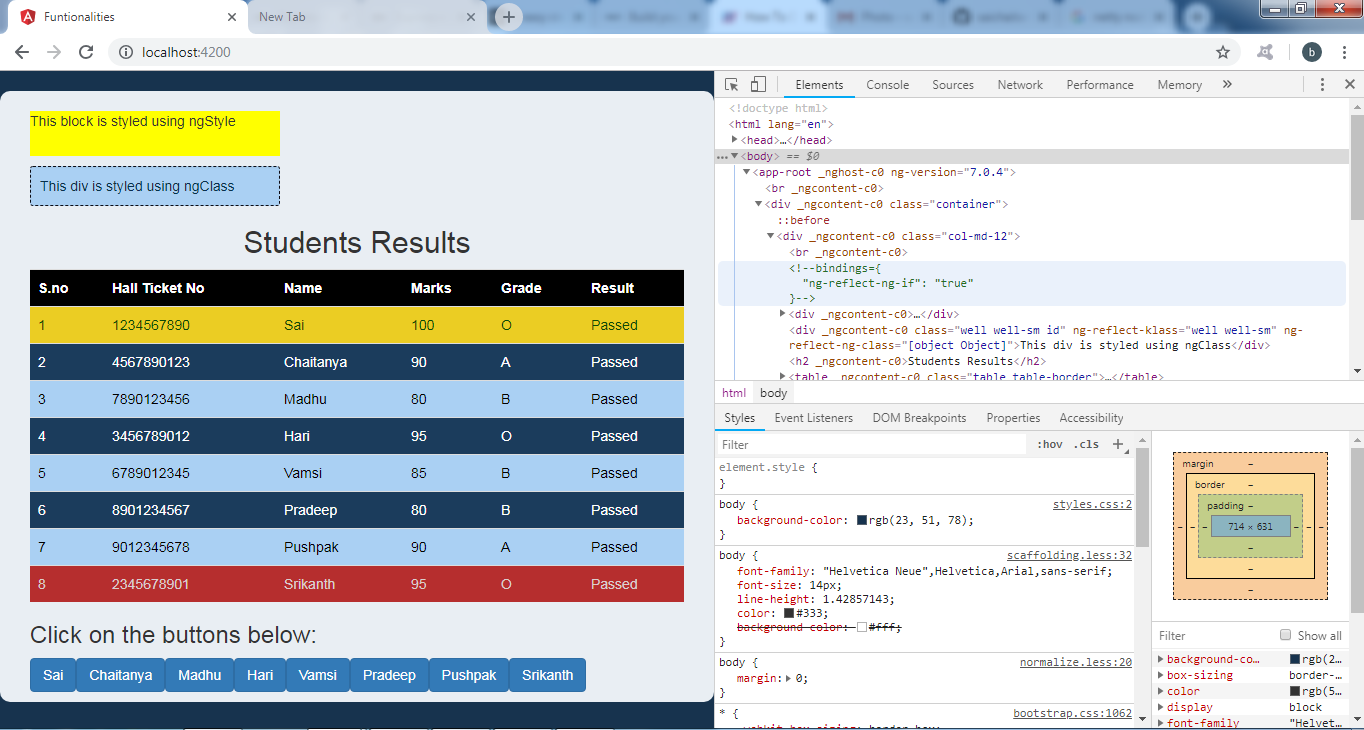 Funtionalities
New Tab
localhost:4200
b
This block is styled using ngStyle
This div is styled using ngClass
Students Results
S.no Hall Ticket No Name Marks Grade Result
1 1234567890 Sai 100 O Passed
2 4567890123 Chaitanya 90 A Passed
3 7890123456 Madhu 80 B Passed
4 3456789012 Hari 95 O Passed
5 6789012345 Vamsi 85 B Passed
6 8901234567 Pradeep 80 B Passed
7 9012345678 Pushpak 90 A Passed
8 2345678901 Srikanth 95 O Passed
Click on the buttons below:
Sai Chaitanya Madhu Hari Vamsi Pradeep Pushpak Srikanth
Elements Console Sources Network Performance Memory »
<!doctype html>
<html lang="en">
<head>…</head>
… <body> == $0
<app-root _nghost-c0 ng-version="7.0.4">
<br _ngcontent-c0>
<div _ngcontent-c0 class="container">
::before
<div _ngcontent-c0 class="col-md-12">
<br _ngcontent-c0>
<!--bindings={
"ng-reflect-ng-if": "true"
}-->
<div _ngcontent-c0>…</div>
<div _ngcontent-c0 class="well well-sm id" ng-reflect-klass="well well-sm" ng-
reflect-ng-class="[object Object]">This div is styled using ngClass</div>
<h2 _ngcontent-c0>Students Results</h2>
<table _ngcontent-c0 class="table table-border">…</table>
html body
Styles Event Listeners DOM Breakpoints Properties Accessibility
Filter :hov .cls +
element.style {
}
body { styles.css:2
background-color: rgb(23, 51, 78);
}
body { scaffolding.less:32
font-family: "Helvetica Neue",Helvetica,Arial,sans-serif;
font-size: 14px;
line-height: 1.42857143;
color: #333;
background-color: #fff;
}
body { normalize.less:20
margin: 0;
}
* { bootstrap.css:1062
margin –
border –
padding –
– – – 714 × 631 – – –
–
–
–
Filter Show all
background-co… rgb(2…
box-sizing border-…
color rgb(5…
display block
font-family "Helvet…